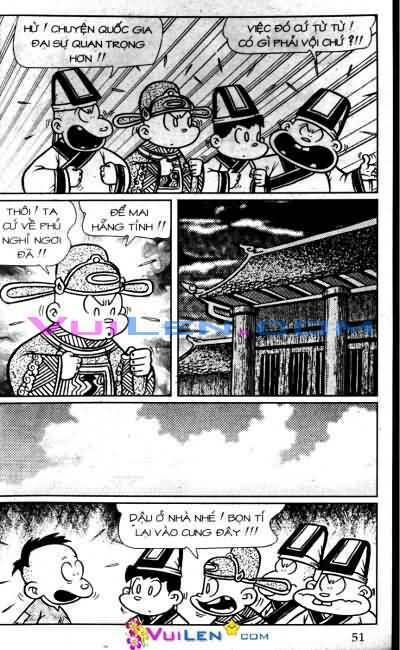 HỪ ! CHUYỆN QUỐC GIA
ĐẠI SỰ QUAN TRỌNG
HƠN !!
VIỆC ĐÓ CỨ TỪ TỪ !
CÓ GÌ PHẢI VỘI CHỨ ?!!
THÔI ! TA
CỨ VỀ PHỦ
NGHỈ NGƠI
ĐÃ !!
ĐỂ MAI
HẴNG TÍNH !!
VUILEN.COM
DẬU Ở NHÀ NHÉ ! BỌN TÍ
LẠI VÀO CUNG ĐÂY !!!
51
VUILEN.COM